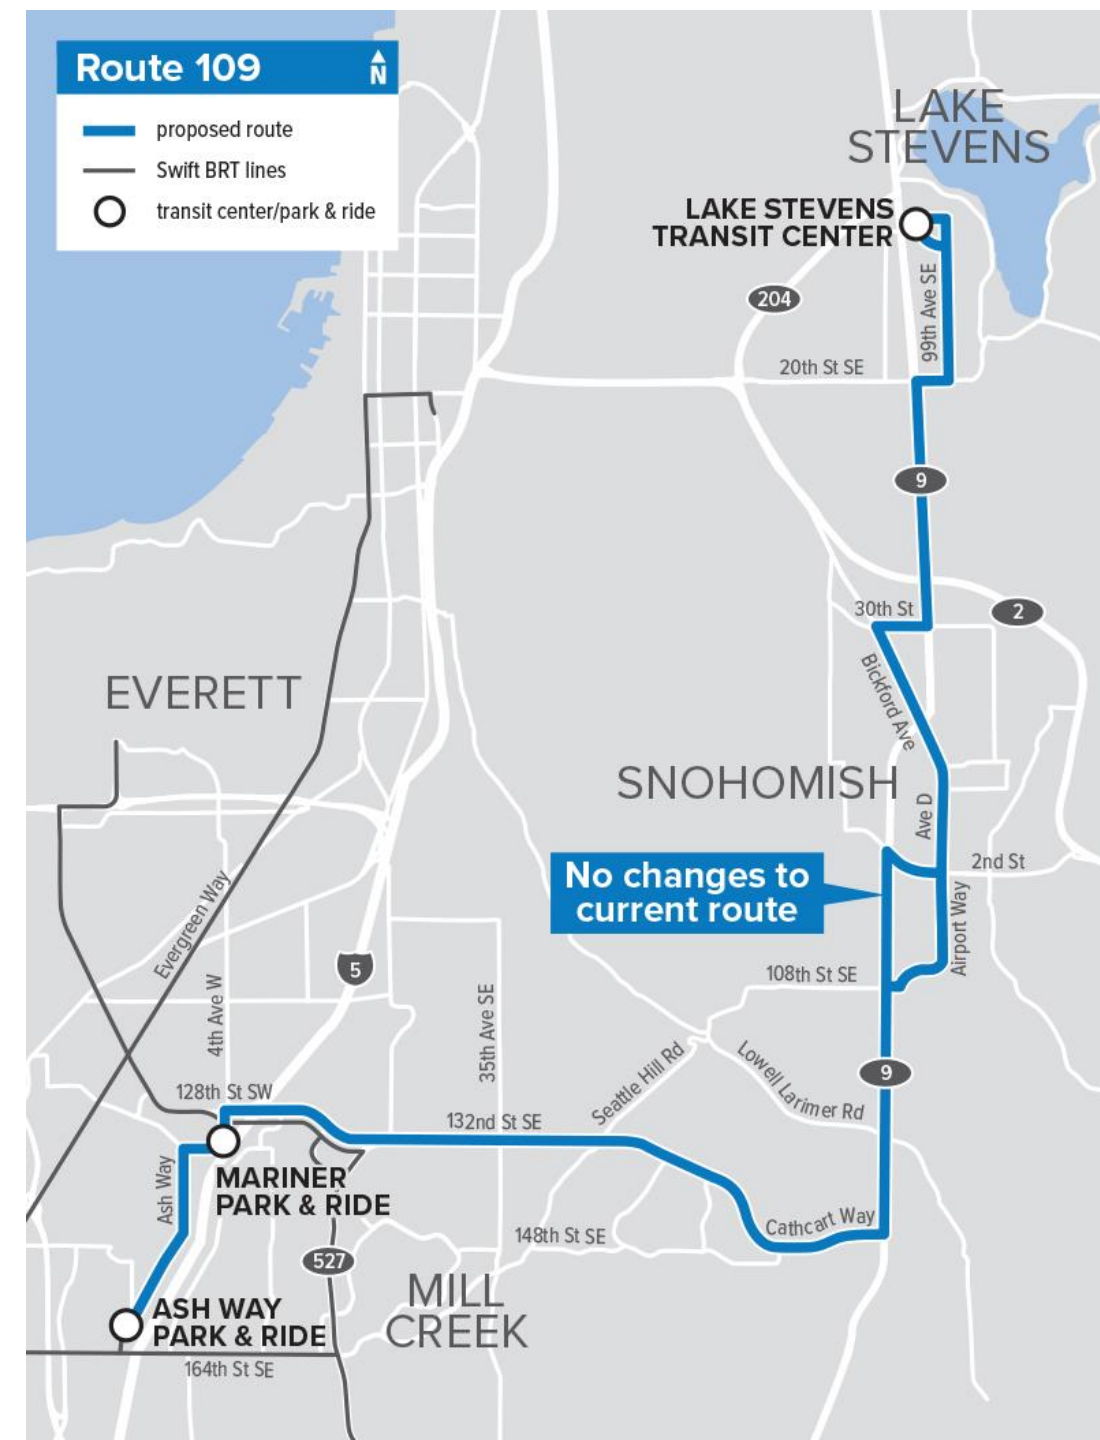 Route 109
N
proposed route
Swift BRT lines
transit center/park & ride
LAKE
STEVENS
LAKE STEVENS
TRANSIT CENTER
204
99th Ave SE
20th St SE
9
30th St
2
Bickford Ave
EVERETT
SNOHOMISH
Ave D
2nd St
No changes to
current route
Airport Way
Evergreen Way
5
108th St SE
4th Ave W
35th Ave SE
9
Seattle Hill Rd
Lowell Larimer Rd
128th St SW
132nd St SE
MARINER
PARK & RIDE
Ash Way
Cathcart Way
148th St SE
527
MILL
CREEK
ASH WAY
PARK & RIDE
164th St SE